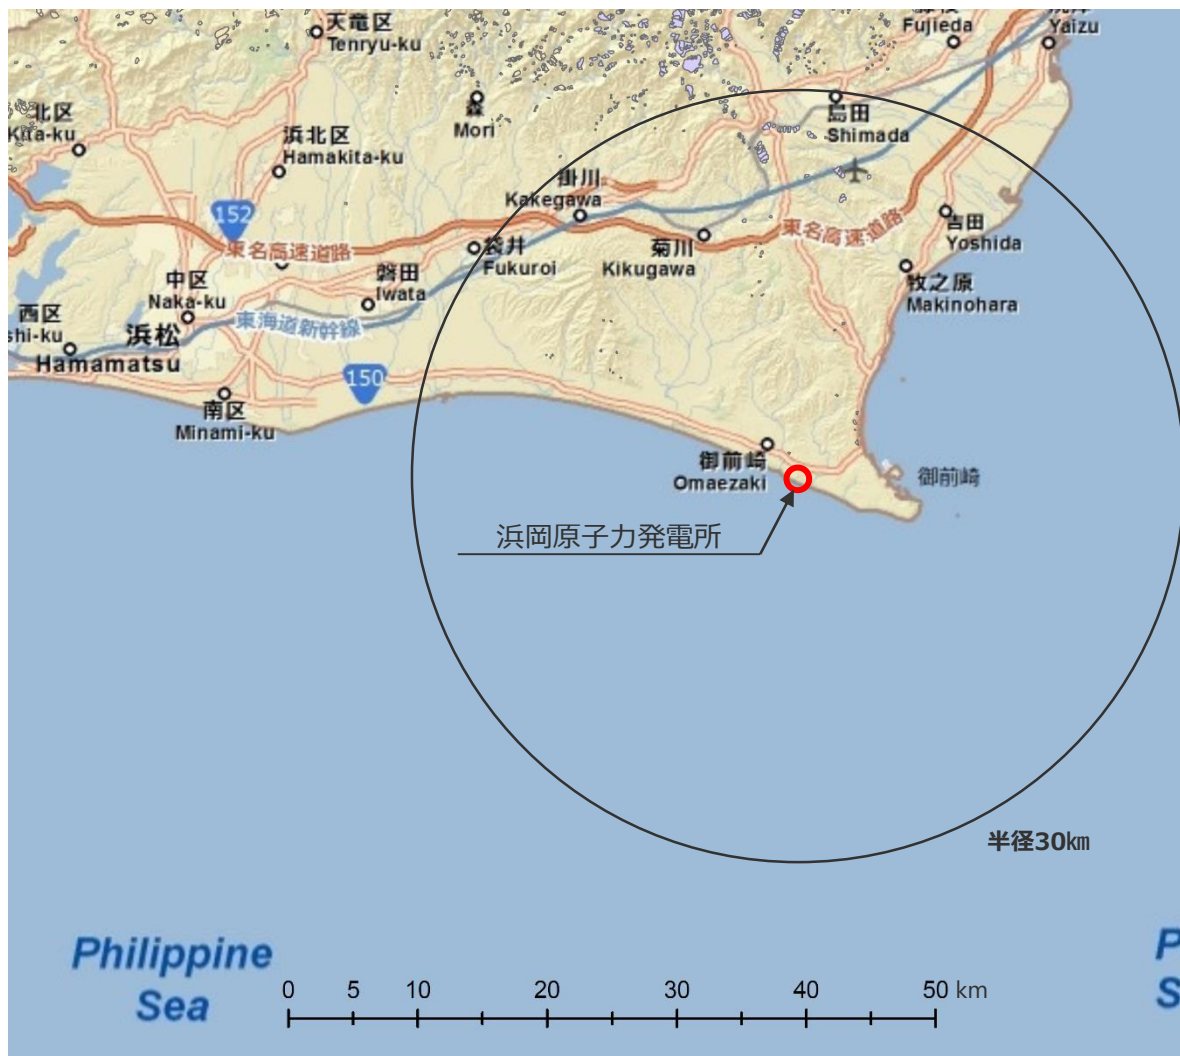 天竜区
Tenryu-ku
Fujieda
Yaizu
北区
Kita-ku
森
Mori
浜北区
Hamakita-ku
島田
Shimada
掛川
Kakegawa
152
東名高速道路
東名高速道路
吉田
Yoshida
袋井
Fukuroi
菊川
Kikugawa
中区
Naka-ku
磐田
Iwata
牧之原
Makinohara
西区
shi-ku
浜松
Hamamatsu
東海道新幹線
150
南区
Minami-ku
御前崎
Omaezaki
御前崎
浜岡原子力発電所
半径30㎞
Philippine
Sea
P
S
0 5 10 20 30 40 50 km